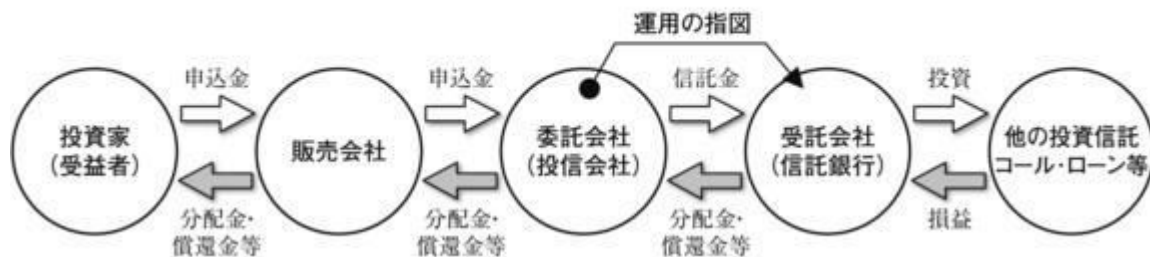 運用の指図
申込金
申込金
信託金
投資
投資家
(受益者)
販売会社
委託会社
(投信会社)
受託会社
(信託銀行)
他の投資信託
コール・ローン等
分配金・
償還金等
分配金・
償還金等
分配金・
償還金等
損益